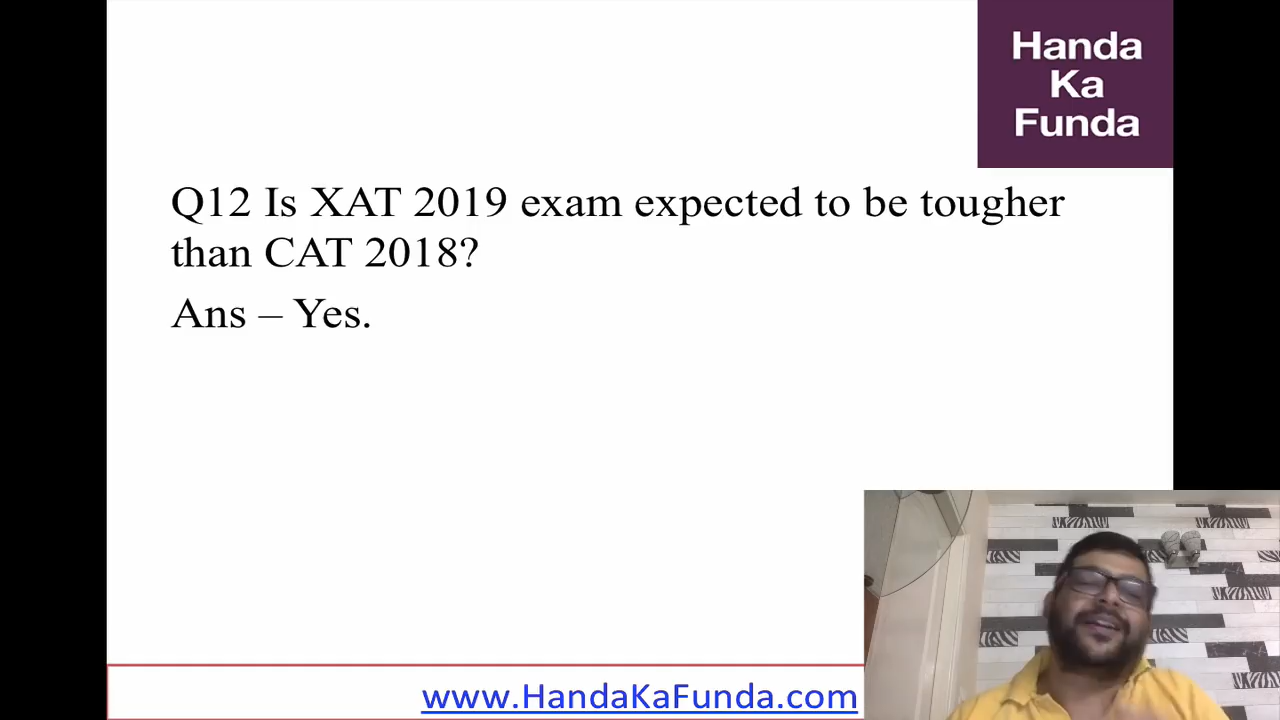 Handa
Ka
Funda
Q12 Is XAT 2019 exam expected to be tougher
than CAT 2018?
Ans – Yes.
www.HandaKaFunda.com